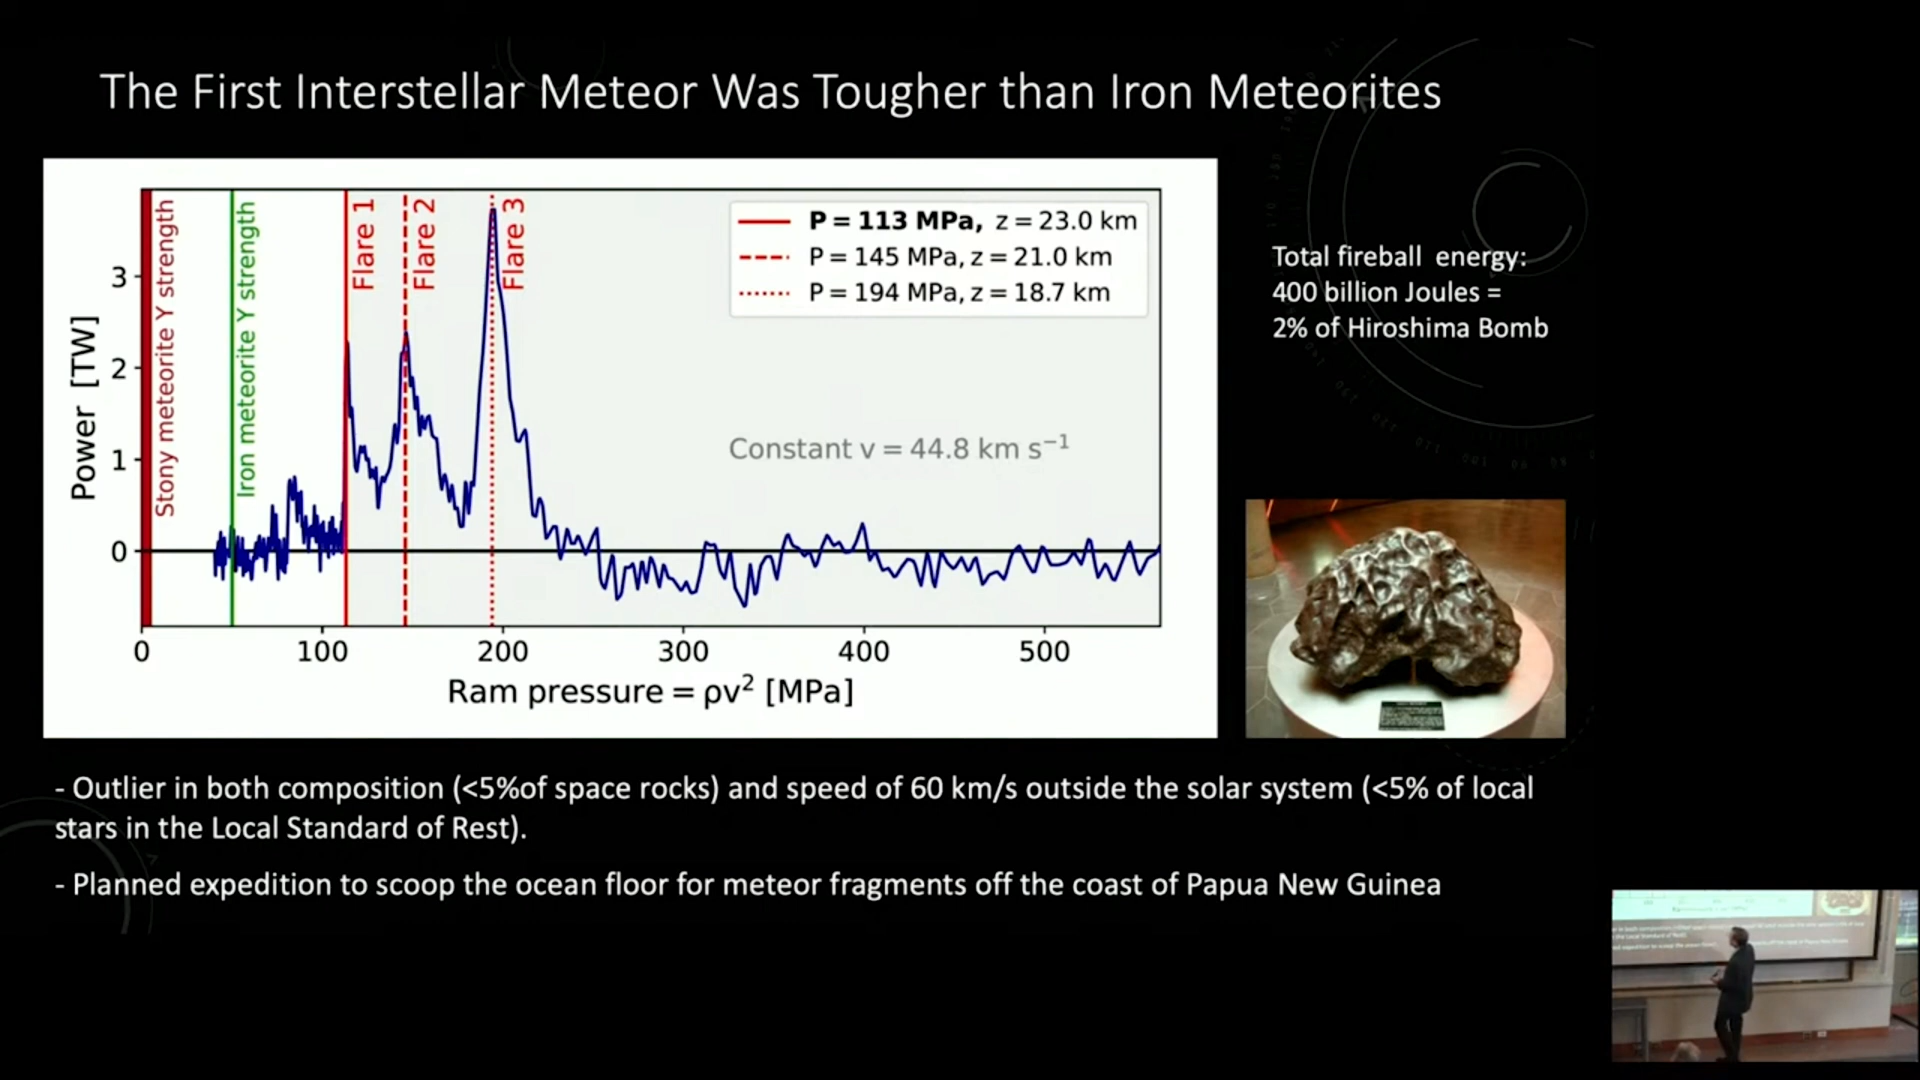 The First Interstellar Meteor Was Tougher than Iron Meteorites
Stony meteorite Y strength
Iron meteorite Y strength
Flare 1
Flare 2
Flare 3
P = 113 MPa, z = 23.0 km
P = 145 MPa, z = 21.0 km
P = 194 MPa, z = 18.7 km
Constant v = 44.8 km s⁻¹
Power [TW]
3
2
1
0
0 100 200 300 400 500
Ram pressure = ρv² [MPa]
Total fireball energy:
400 billion Joules =
2% of Hiroshima Bomb
- Outlier in both composition (<5%of space rocks) and speed of 60 km/s outside the solar system (<5% of local
stars in the Local Standard of Rest).
- Planned expedition to scoop the ocean floor for meteor fragments off the coast of Papua New Guinea